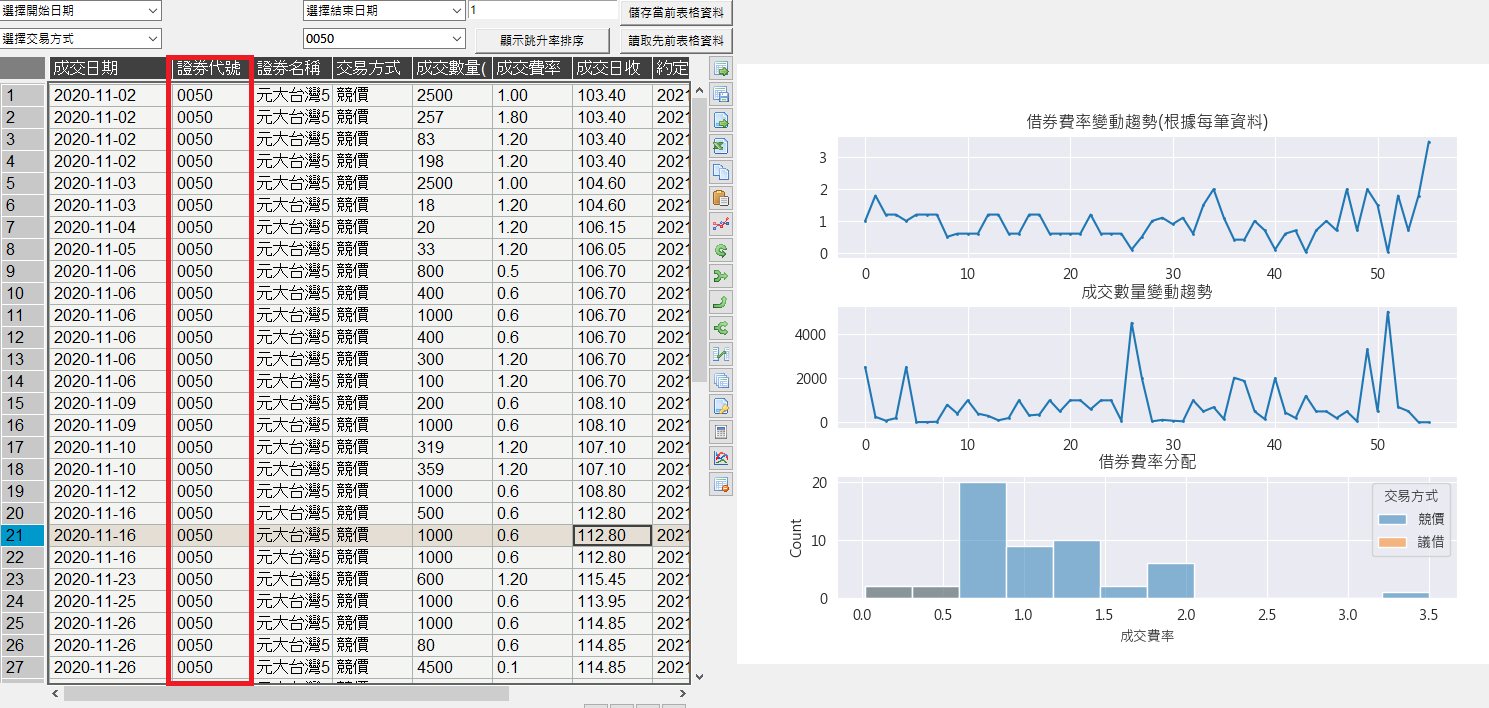 選擇開始日期 選擇結束日期 1 儲存當前表格資料
選擇交易方式 0050 顯示跳升率排序 讀取先前表格資料
成交日期 證券代號 證券名稱 交易方式 成交數量( 成交費率 成交日收 約定
1 2020-11-02 0050 元大台灣5 競價 2500 1.00 103.40 2021
2 2020-11-02 0050 元大台灣5 競價 257 1.80 103.40 2021
3 2020-11-02 0050 元大台灣5 競價 83 1.20 103.40 2021
4 2020-11-02 0050 元大台灣5 競價 198 1.20 103.40 2021
5 2020-11-03 0050 元大台灣5 競價 2500 1.00 104.60 2021
6 2020-11-03 0050 元大台灣5 競價 18 1.20 104.60 2021
7 2020-11-04 0050 元大台灣5 競價 20 1.20 106.15 2021
8 2020-11-05 0050 元大台灣5 競價 33 1.20 106.05 2021
9 2020-11-06 0050 元大台灣5 競價 800 0.5 106.70 2021
10 2020-11-06 0050 元大台灣5 競價 400 0.6 106.70 2021
11 2020-11-06 0050 元大台灣5 競價 1000 0.6 106.70 2021
12 2020-11-06 0050 元大台灣5 競價 400 0.6 106.70 2021
13 2020-11-06 0050 元大台灣5 競價 300 1.20 106.70 2021
14 2020-11-06 0050 元大台灣5 競價 100 1.20 106.70 2021
15 2020-11-09 0050 元大台灣5 競價 200 0.6 108.10 2021
16 2020-11-09 0050 元大台灣5 競價 1000 0.6 108.10 2021
17 2020-11-10 0050 元大台灣5 競價 319 1.20 107.10 2021
18 2020-11-10 0050 元大台灣5 競價 359 1.20 107.10 2021
19 2020-11-12 0050 元大台灣5 競價 1000 0.6 108.80 2021
20 2020-11-16 0050 元大台灣5 競價 500 0.6 112.80 2021
21 2020-11-16 0050 元大台灣5 競價 1000 0.6 112.80 2021
22 2020-11-16 0050 元大台灣5 競價 1000 0.6 112.80 2021
23 2020-11-23 0050 元大台灣5 競價 600 1.20 115.45 2021
24 2020-11-25 0050 元大台灣5 競價 1000 0.6 113.95 2021
25 2020-11-26 0050 元大台灣5 競價 1000 0.6 114.85 2021
26 2020-11-26 0050 元大台灣5 競價 80 0.6 114.85 2021
27 2020-11-26 0050 元大台灣5 競價 4500 0.1 114.85 2021
借券費率變動趨勢(根據每筆資料)
3
2
1
0
0 10 20 30 40 50
成交數量變動趨勢
4000
2000
0
0 10 20 30 40 50
借券費率分配
20
10
0
Count
交易方式
競價
議借
0.0 0.5 1.0 1.5 2.0 2.5 3.0 3.5
成交費率